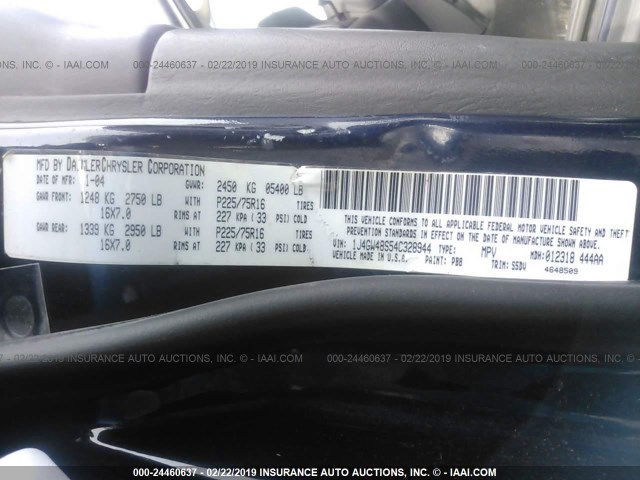 000-24460637 - 02/22/2019 INSURANCE AUTO AUCTIONS, INC. © - IAAI.COM
MFD BY DAIMLERCHRYSLER CORPORATION
DATE OF MFR: 1-04 GVWR: 2450 KG 05400 LB
GAWR FRONT: 1248 KG 2750 LB WITH P225/75R16 TIRES
16X7.0 RIMS AT 227 KPA ( 33 PSI) COLD
GAWR REAR: 1339 KG 2950 LB WITH P225/75R16 TIRES
16X7.0 RIMS AT 227 KPA ( 33 PSI) COLD
THIS VEHICLE CONFORMS TO ALL APPLICABLE FEDERAL MOTOR VEHICLE SAFETY AND THEFT
PREVENTION STANDARDS IN EFFECT ON THE DATE OF MANUFACTURE SHOWN ABOVE.
VIN: 1J4GW48S54C328944 TYPE: MPV MDH: 012318 444AA
VEHICLE MADE IN U.S.A. PAINT: PBB TRIM: S5DV 4648509
000-24460637 - 02/22/2019 INSURANCE AUTO AUCTIONS, INC. © - IAAI.COM
000-24460637 - 02/22/2019 INSURANCE AUTO AUCTIONS, INC. © - IAAI.COM